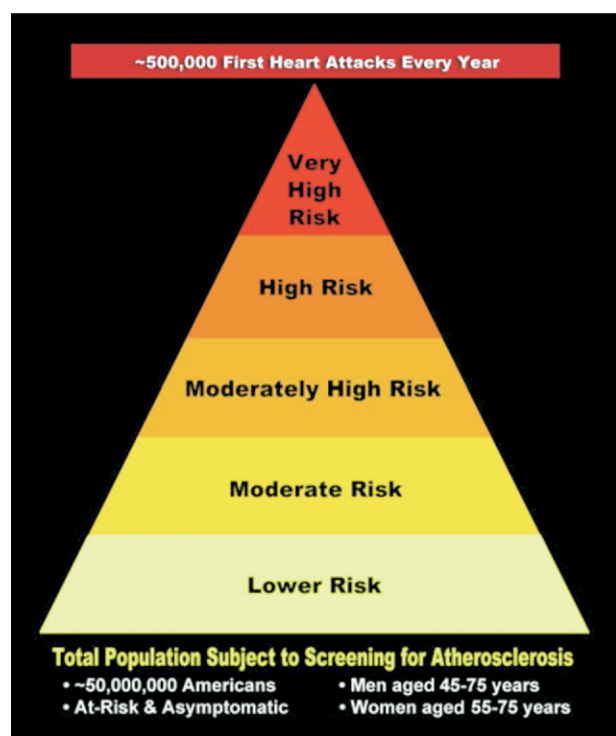 ~500,000 First Heart Attacks Every Year
Very
High
Risk
High Risk
Moderately High Risk
Moderate Risk
Lower Risk
Total Population Subject to Screening for Atherosclerosis
• ~50,000,000 Americans
• At-Risk & Asymptomatic
• Men aged 45-75 years
• Women aged 55-75 years